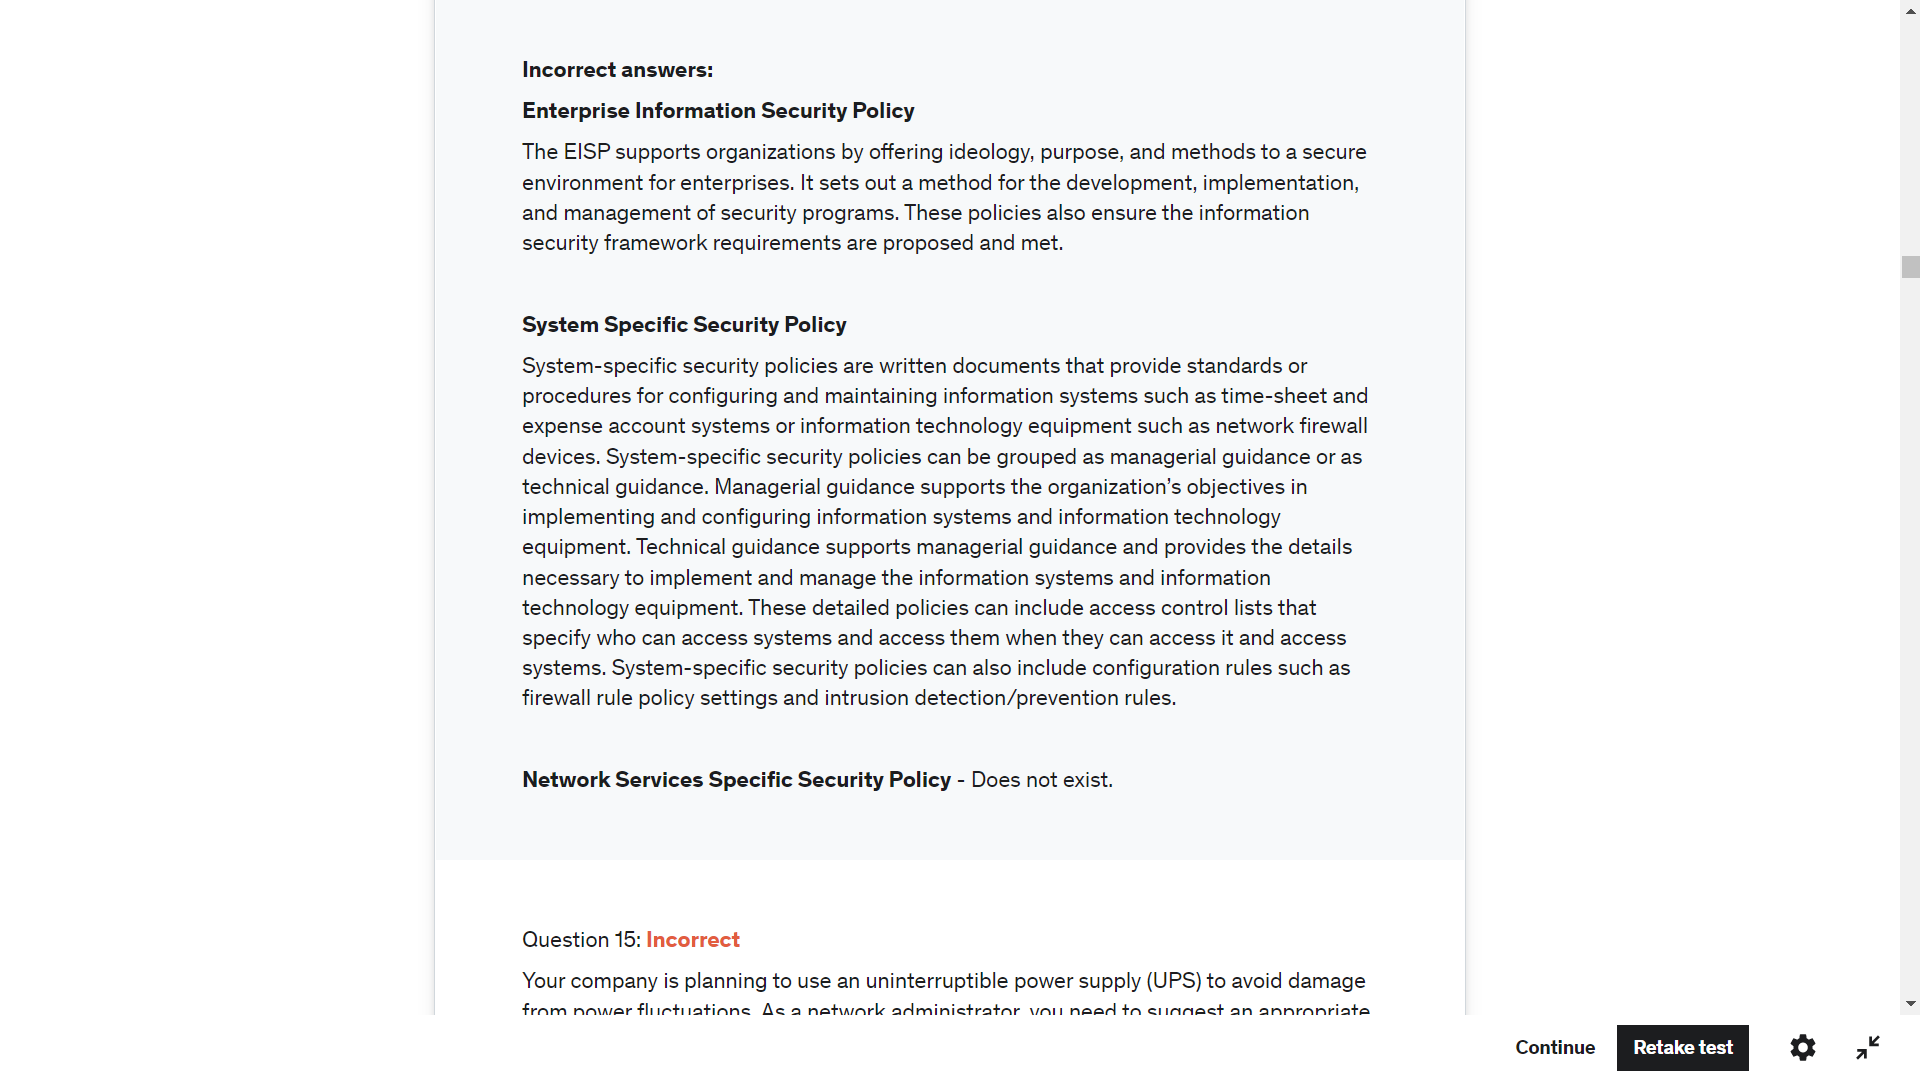 Incorrect answers:
Enterprise Information Security Policy
The EISP supports organizations by offering ideology, purpose, and methods to a secure
environment for enterprises. It sets out a method for the development, implementation,
and management of security programs. These policies also ensure the information
security framework requirements are proposed and met.
System Specific Security Policy
System-specific security policies are written documents that provide standards or
procedures for configuring and maintaining information systems such as time-sheet and
expense account systems or information technology equipment such as network firewall
devices. System-specific security policies can be grouped as managerial guidance or as
technical guidance. Managerial guidance supports the organization’s objectives in
implementing and configuring information systems and information technology
equipment. Technical guidance supports managerial guidance and provides the details
necessary to implement and manage the information systems and information
technology equipment. These detailed policies can include access control lists that
specify who can access systems and access them when they can access it and access
systems. System-specific security policies can also include configuration rules such as
firewall rule policy settings and intrusion detection/prevention rules.
Network Services Specific Security Policy - Does not exist.
Question 15: Incorrect
Your company is planning to use an uninterruptible power supply (UPS) to avoid damage
from power fluctuations. As a network administrator, you need to suggest an appropriate
Continue
Retake test